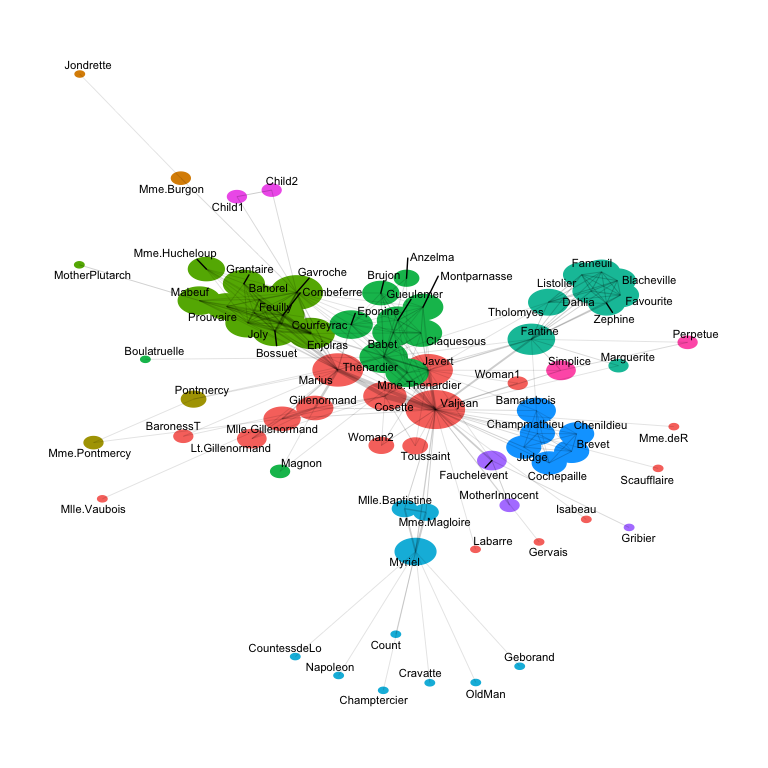 Jondrette
Mme.Burgon
Child2
Child1
Mme.Hucheloup
Anzelma
MotherPlutarch
Grantaire
Gavroche
Brujon
Montparnasse
Fameuil
Mabeuf
Bahorel
Combeferre
Gueulemer
Listolier
Blacheville
Prouvaire
Feuilly
Eponine
Tholomyes
Dahlia
Favourite
Joly
Courfeyrac
Zephine
Bossuet
Enjolras
Babet
Claquesous
Fantine
Perpetue
Boulatruelle
Thenardier
Javert
Simplice
Marguerite
Marius
Mme.Thenardier
Woman1
Pontmercy
Gillenormand
Cosette
Valjean
Bamatabois
BaronessT
Mlle.Gillenormand
Champmathieu
Chenildieu
Mme.Pontmercy
Lt.Gillenormand
Woman2
Toussaint
Judge
Brevet
Mme.deR
Magnon
Fauchelevent
Cochepaille
Scaufflaire
Mlle.Vaubois
Mlle.Baptistine
MotherInnocent
Isabeau
Mme.Magloire
Gribier
Myriel
Labarre
Gervais
CountessdeLo
Count
Geborand
Napoleon
Cravatte
Champtercier
OldMan